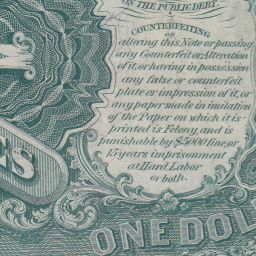 ON THE PUBLIC DEBT.
COUNTERFEITING
or
altering this Note or passing
any Counterfeit or Alteration
of it, or having in possession
any false or counterfeit
plate or impression of it, or
any paper made in imitation
of the Paper on which it is
printed is Felony, and is
punishable by $5000 fine, or
15 years imprisonment
at Hard Labor
or both.
ES
ONE DOL